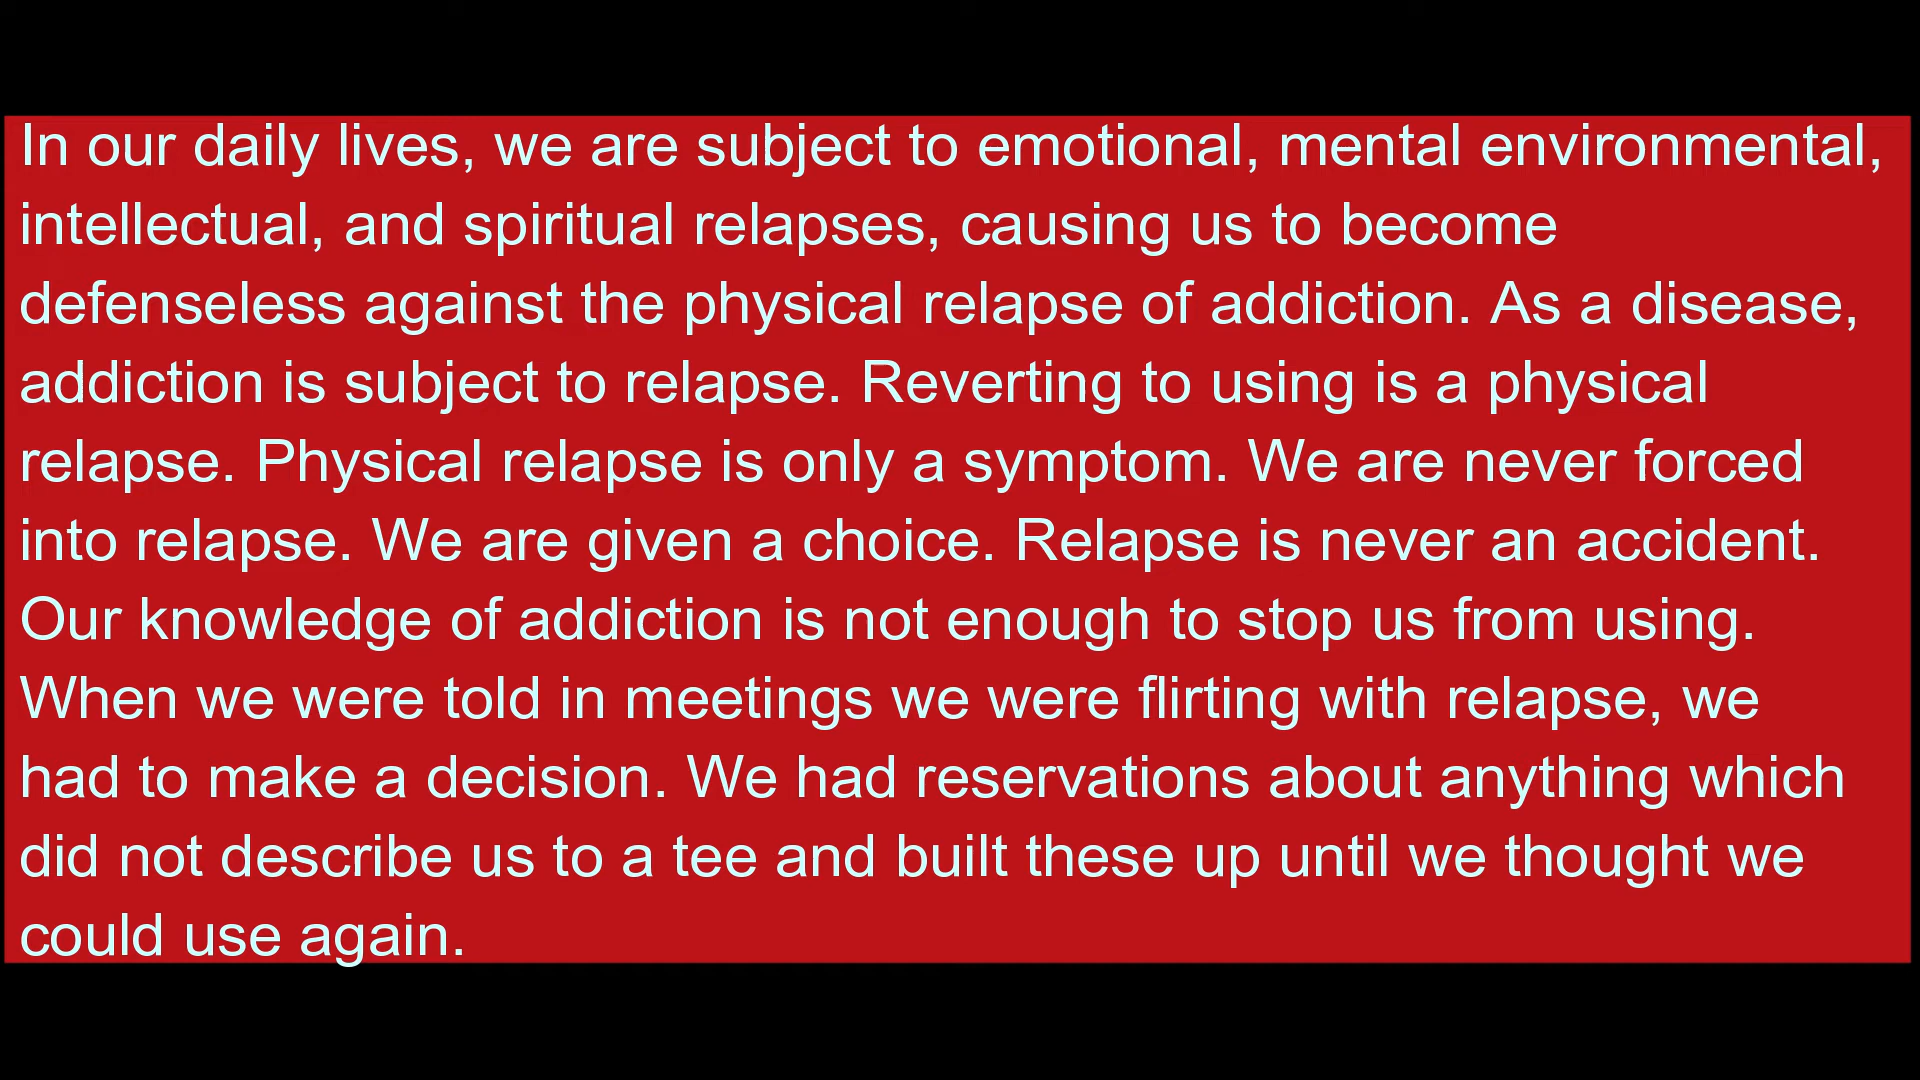 In our daily lives, we are subject to emotional, mental environmental,
intellectual, and spiritual relapses, causing us to become
defenseless against the physical relapse of addiction. As a disease,
addiction is subject to relapse. Reverting to using is a physical
relapse. Physical relapse is only a symptom. We are never forced
into relapse. We are given a choice. Relapse is never an accident.
Our knowledge of addiction is not enough to stop us from using.
When we were told in meetings we were flirting with relapse, we
had to make a decision. We had reservations about anything which
did not describe us to a tee and built these up until we thought we
could use again.